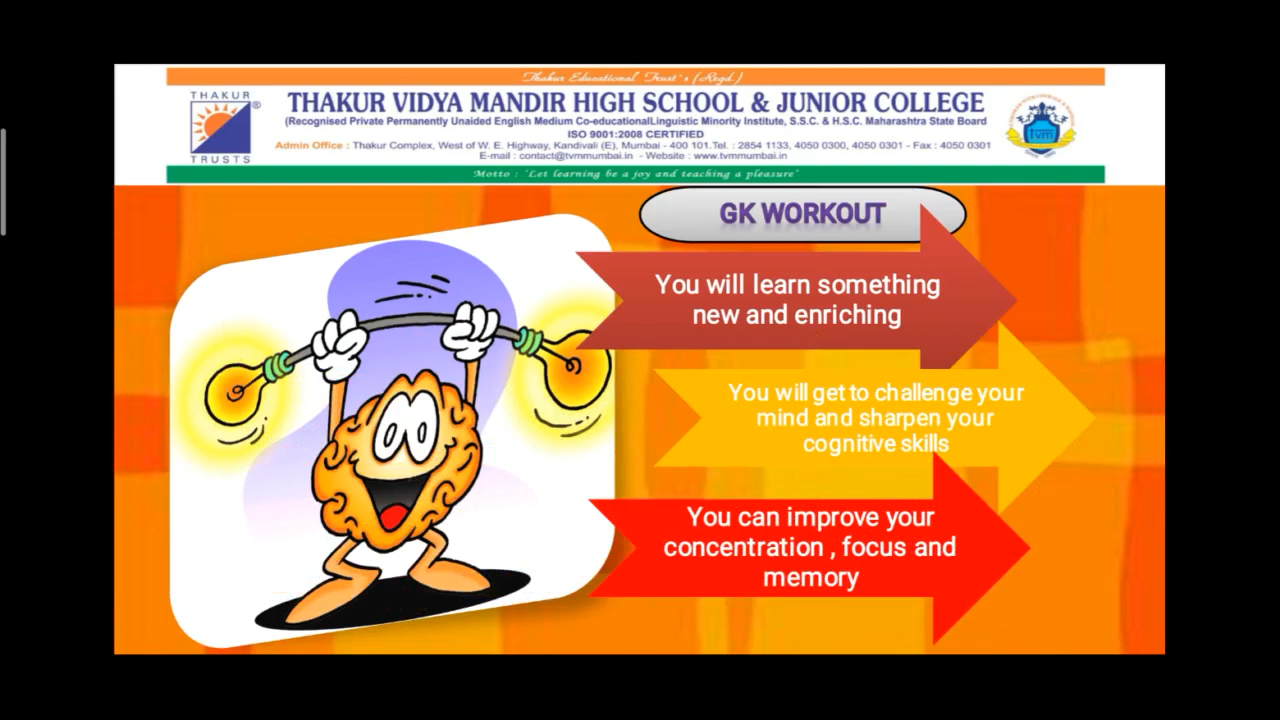 Thakur Educational Trust's (Regd.)
THAKUR
TRUSTS
THAKUR VIDYA MANDIR HIGH SCHOOL & JUNIOR COLLEGE
(Recognised Private Permanently Unaided English Medium Co-educationalLinguistic Minority Institute, S.S.C. & H.S.C. Maharashtra State Board
ISO 9001:2008 CERTIFIED
Admin Office : Thakur Complex, West of W. E. Highway, Kandivali (E), Mumbai - 400 101.Tel. : 2854 1133, 4050 0300, 4050 0301 - Fax : 4050 0301
E-mail : contact@tvmmumbai.in - Website : www.tvmmumbai.in
tvm
Motto : 'Let learning be a joy and teaching a pleasure'
GK WORKOUT
You will learn something
new and enriching
You will get to challenge your
mind and sharpen your
cognitive skills
You can improve your
concentration , focus and
memory